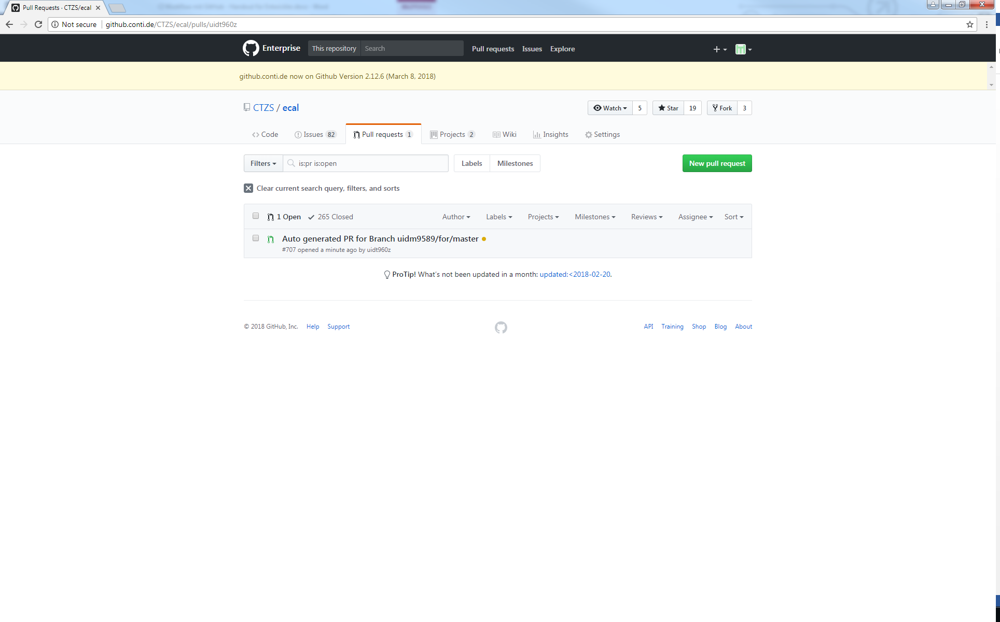 Pull Requests · CTZS/ecal
Not secure github.conti.de/CTZS/ecal/pulls/uidt960z
Enterprise This repository Search Pull requests Issues Explore
github.conti.de now on Github Version 2.12.6 (March 8, 2018)
CTZS / ecal Watch 5 Star 19 Fork 3
Code Issues 82 Pull requests 1 Projects 2 Wiki Insights Settings
Filters is:pr is:open Labels Milestones New pull request
Clear current search query, filters, and sorts
1 Open 265 Closed Author Labels Projects Milestones Reviews Assignee Sort
Auto generated PR for Branch uidm9589/for/master
#707 opened a minute ago by uidt960z
ProTip! What's not been updated in a month: updated:<2018-02-20.
© 2018 GitHub, Inc. Help Support API Training Shop Blog About